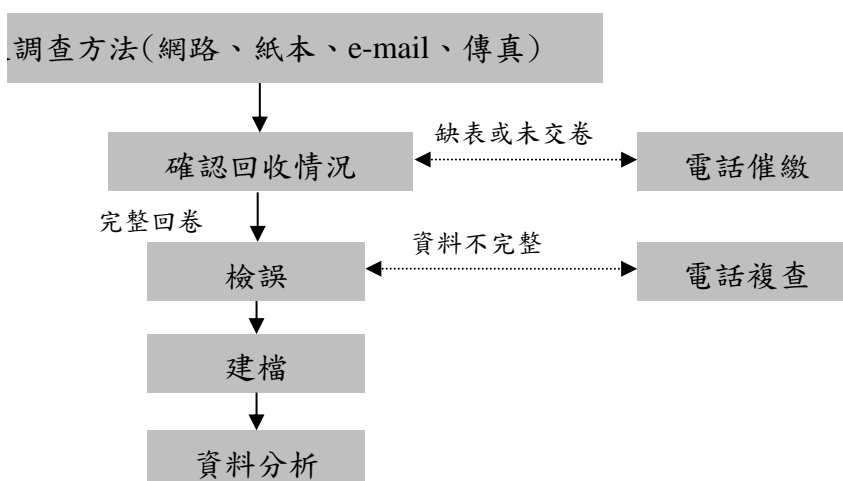 調查方法(網路、紙本、e-mail、傳真)
缺表或未交卷
確認回收情況
電話催繳
完整回卷
資料不完整
檢誤
電話複查
建檔
資料分析